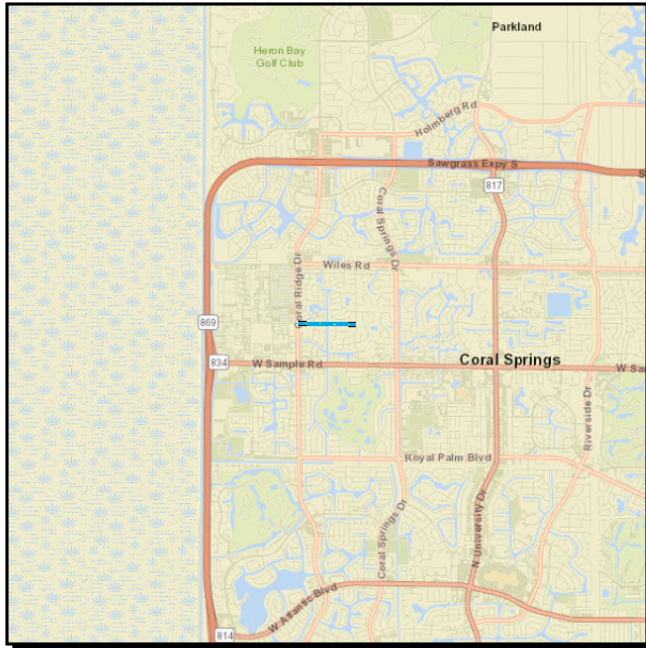 Parkland
Heron Bay
Golf Club
Holmberg Rd
Sawgrass Expy S
S
817
Coral Springs Dr
Coral Ridge Dr
Wiles Rd
869
834
W Sample Rd
Coral Springs
W Sa
Riverside Dr
Royal Palm Blvd
Coral Springs Dr
N University Dr
W Atlantic Blvd
814